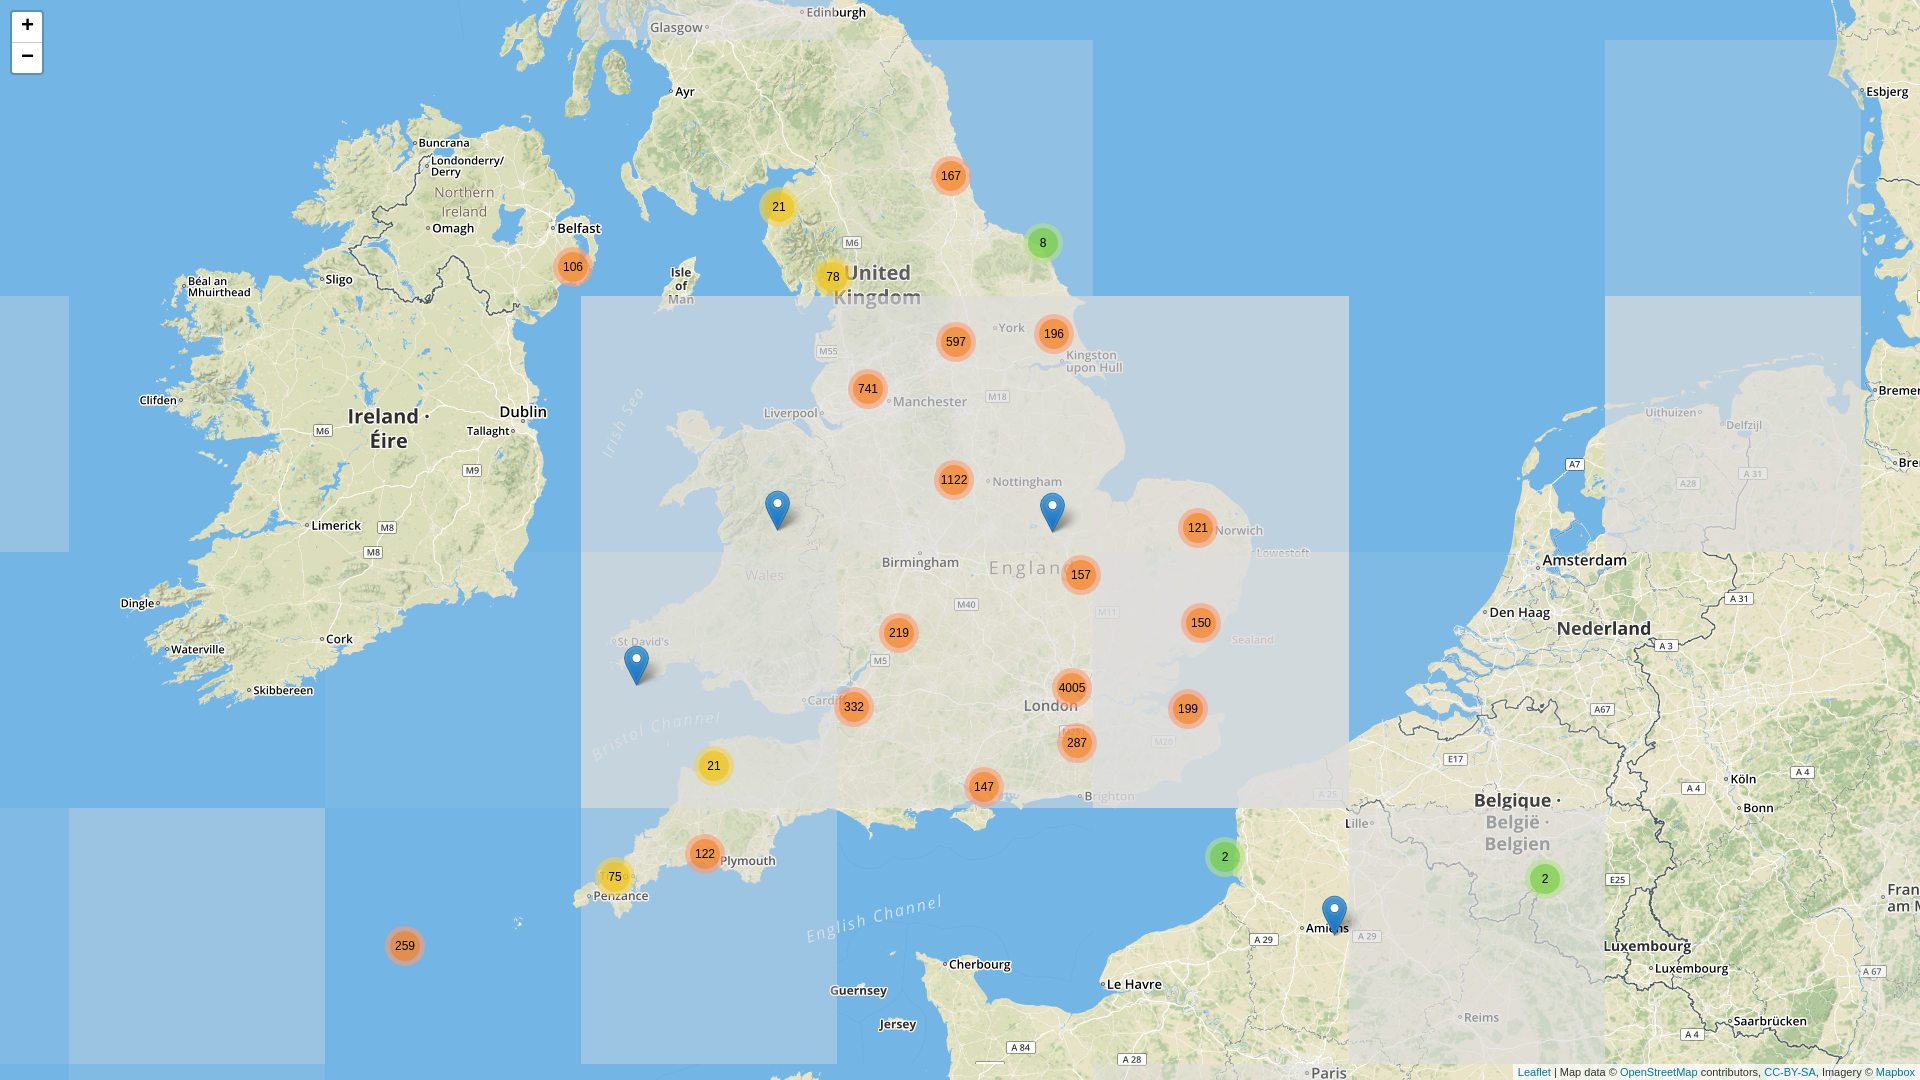 +
−
Glasgow
Edinburgh
Ayr
Esbjerg
Buncrana
Londonderry/
Derry
167
Northern
Ireland
21
Omagh
Belfast
M6
8
106
Isle
of
Man
78
United
Kingdom
Béal an
Mhuirthead
Sligo
York
196
597
M55
Kingston
upon Hull
741
Manchester
M18
Clifden
Liverpool
Irish Sea
Ireland ·
Éire
Dublin
Tallaght
M6
M9
Uithuizen
Delfzijl
Bremer
Bre
A7
A 31
A28
1122
Nottingham
Limerick
M8
M8
121
Norwich
Lowestoft
Birmingham
Wales
Englan
157
Amsterdam
Dingle
M40
M11
A 31
Den Haag
Nederland
150
Sealand
219
Cork
Waterville
St David's
M5
A 3
Skibbereen
4005
London
Cardiff
332
199
A67
Bristol Channel
287
M20
E17
21
147
Brighton
A 25
Köln
A 4
A 4
Bonn
Belgique ·
België ·
Belgien
Lille
122
Plymouth
2
75
Penzance
2
E25
Fran
am M
English Channel
Amiens
A 29
A 29
259
Luxembourg
Luxembourg
A 67
Cherbourg
Le Havre
Guernsey
Jersey
Reims
Saarbrücken
A 4
A 84
A 28
Paris
Leaflet | Map data © OpenStreetMap contributors, CC-BY-SA, Imagery © Mapbox